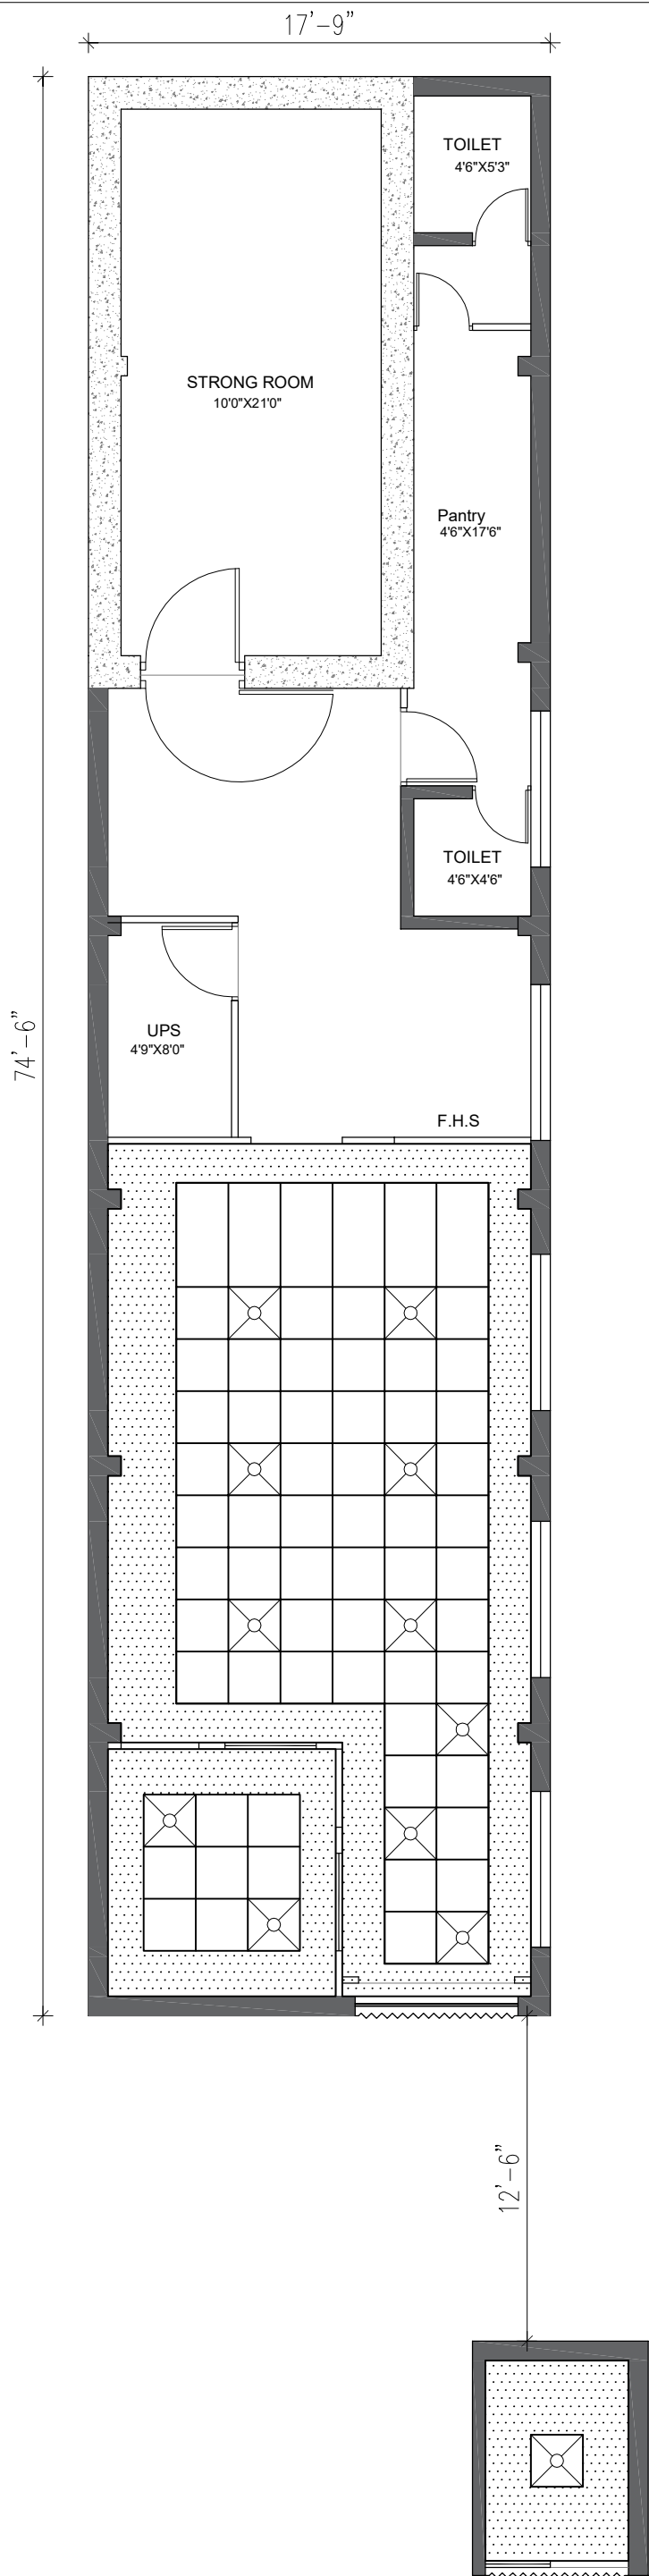 17'-9"
TOILET
4'6"X5'3"
STRONG ROOM
10'0"X21'0"
Pantry
4'6"X17'6"
TOILET
4'6"X4'6"
74'-6"
UPS
4'9"X8'0"
F.H.S
12'-6"